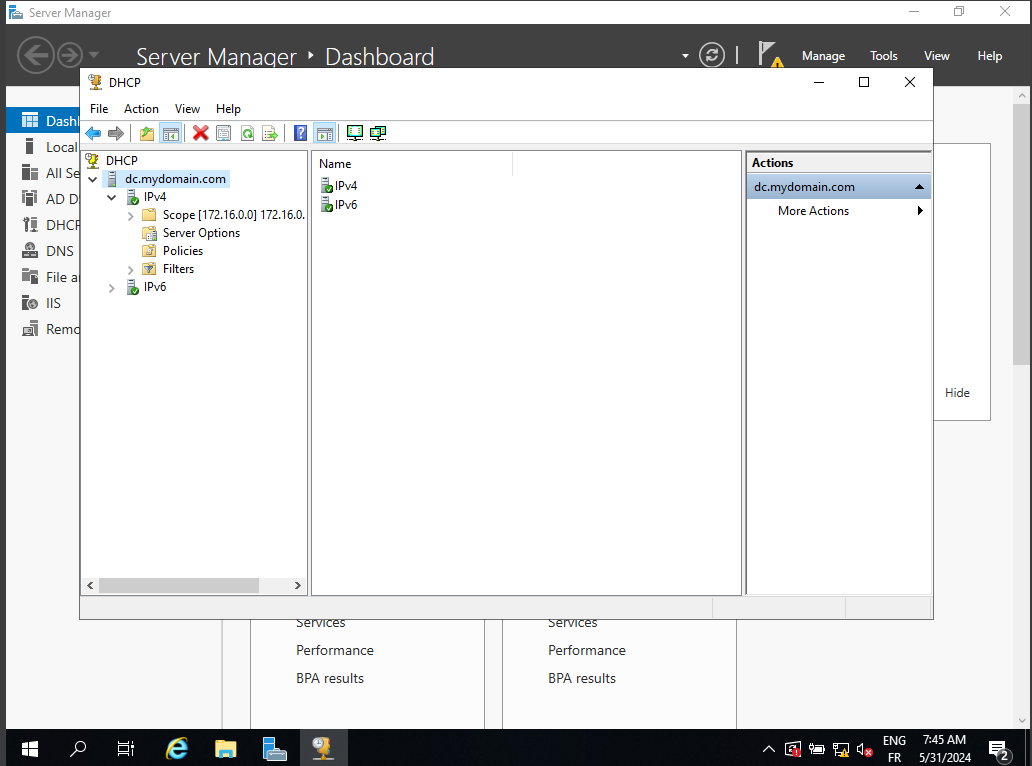 Server Manager
Server Manager Dashboard
Manage Tools View Help
DHCP
File Action View Help
Dash
Local
All Se
AD D
DHCP
DNS
File a
IIS
Remo
DHCP
dc.mydomain.com
IPv4
Scope [172.16.0.0] 172.16.0.
Server Options
Policies
Filters
IPv6
Name
IPv4
IPv6
Actions
dc.mydomain.com
More Actions
Hide
Services
Performance
BPA results
Services
Performance
BPA results
ENG
FR
7:45 AM
5/31/2024
2